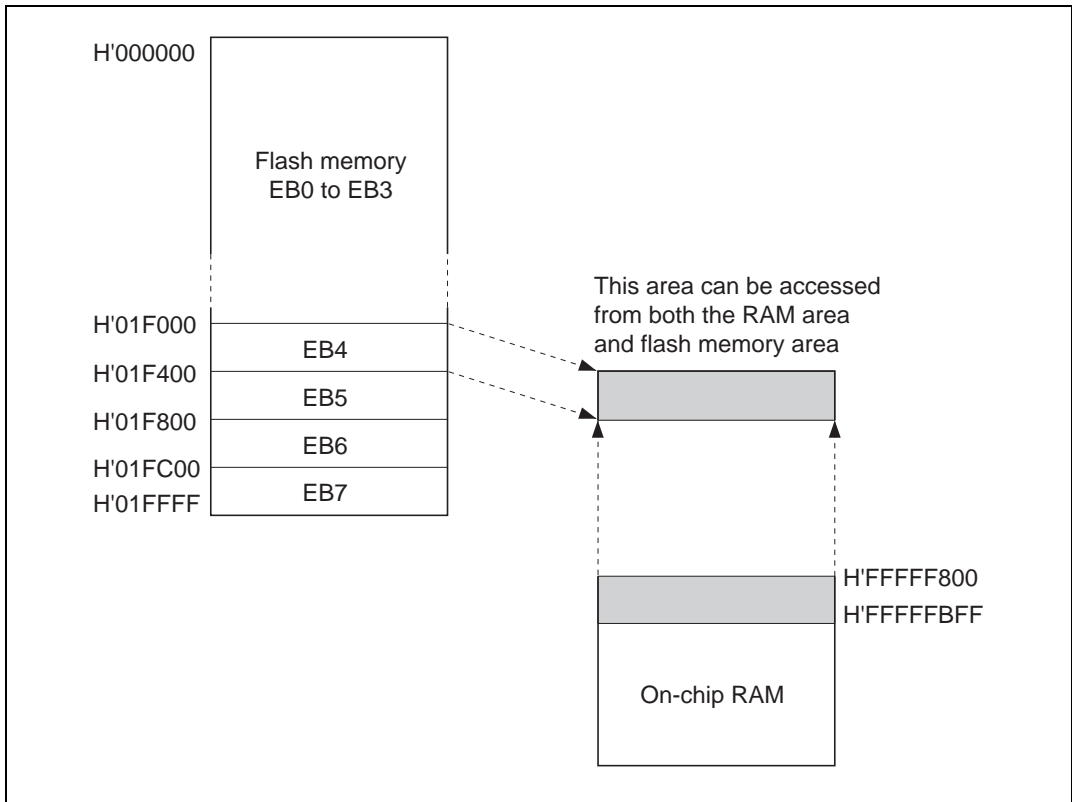 H'000000
Flash memory
EB0 to EB3
This area can be accessed
from both the RAM area
and flash memory area
H'01F000
EB4
H'01F400
EB5
H'01F800
EB6
H'01FC00
EB7
H'01FFFF
H'FFFFF800
H'FFFFFBFF
On-chip RAM